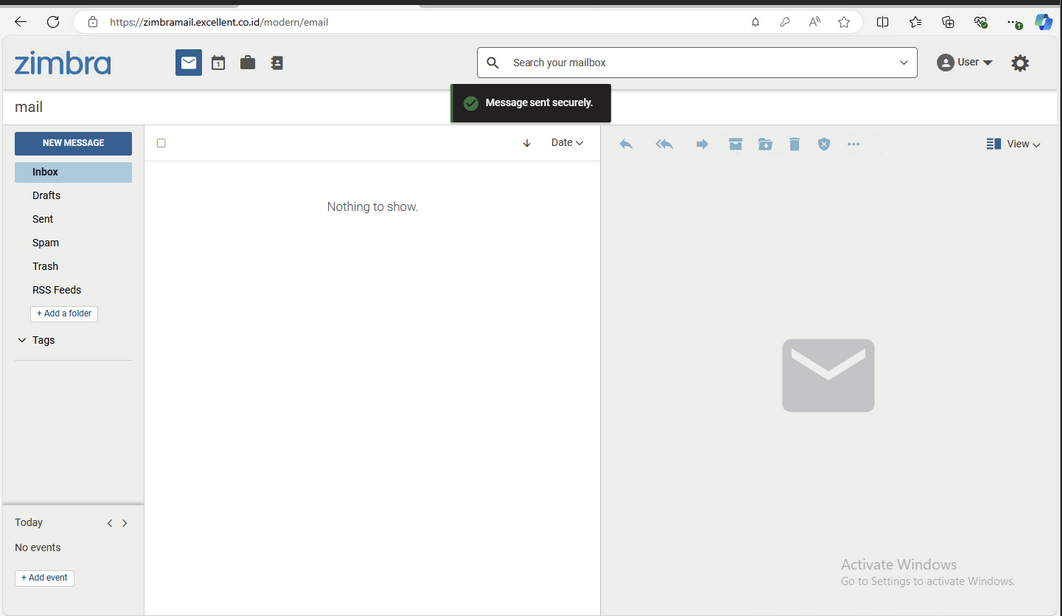 https://zimbramail.excellent.co.id/modern/email
zimbra
1
Search your mailbox
User
Message sent securely.
mail
NEW MESSAGE
Date
View
Inbox
Nothing to show.
Drafts
Sent
Spam
Trash
RSS Feeds
+ Add a folder
Tags
Today
No events
+ Add event
Activate Windows
Go to Settings to activate Windows.